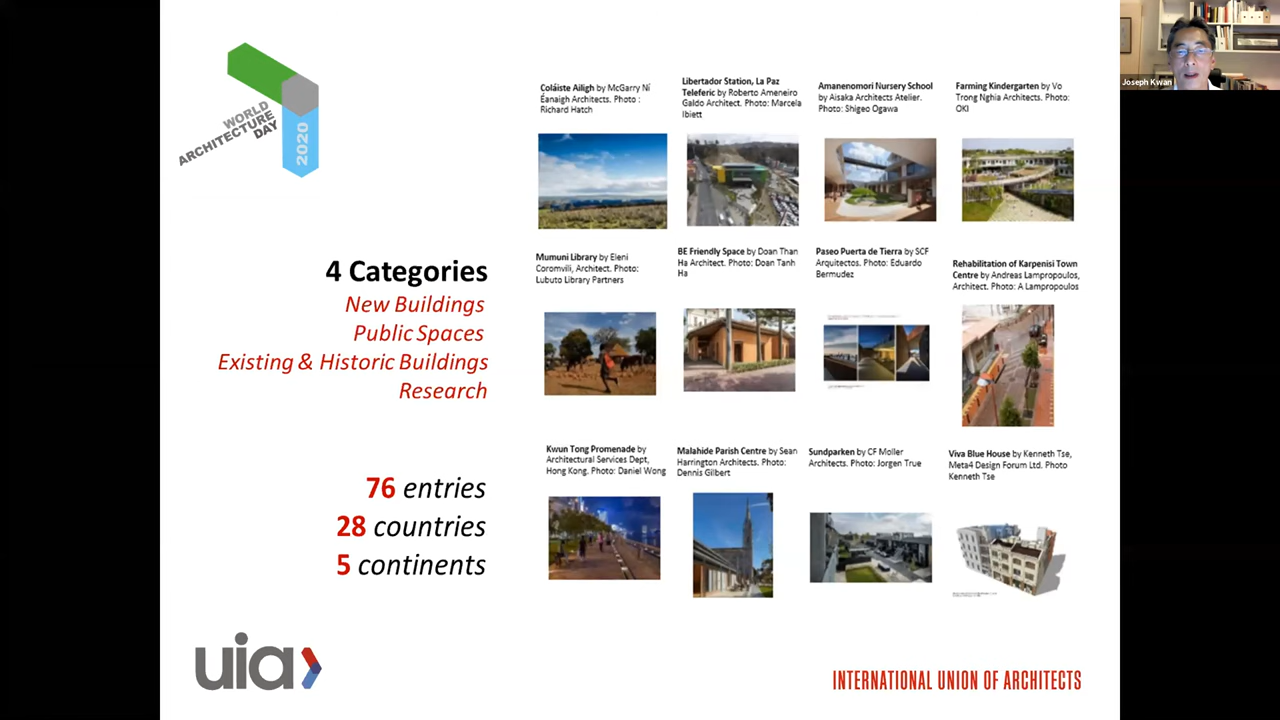 WORLD
ARCHITECTURE
DAY
2020
4 Categories
New Buildings
Public Spaces
Existing & Historic Buildings
Research
76 entries
28 countries
5 continents
Coláiste Ailigh by McGarry Ní
Éanaigh Architects. Photo :
Richard Hatch
Libertador Station, La Paz
Teleferic by Roberto Ameneiro
Galdo Architect. Photo: Marcela
Ibiett
Amanenomori Nursery School
by Aisaka Architects Atelier.
Photo: Shigeo Ogawa
Farming Kindergarten by Vo
Trong Nghia Architects. Photo:
OKI
Mumuni Library by Eleni
Coromvili, Architect. Photo:
Lubuto Library Partners
BE Friendly Space by Doan Than
Ha Architect. Photo: Doan Tanh
Ha
Paseo Puerta de Tierra by SCF
Arquitectos. Photo: Eduardo
Bermudez
Rehabilitation of Karpenisi Town
Centre by Andreas Lampropoulos,
Architect. Photo: A Lampropoulos
Kwun Tong Promenade by
Architectural Services Dept,
Hong Kong. Photo: Daniel Wong
Malahide Parish Centre by Sean
Harrington Architects. Photo:
Dennis Gilbert
Sundparken by CF Moller
Architects. Photo: Jorgen True
Viva Blue House by Kenneth Tse,
Meta4 Design Forum Ltd. Photo
Kenneth Tse
uia
INTERNATIONAL UNION OF ARCHITECTS
Joseph Kwan